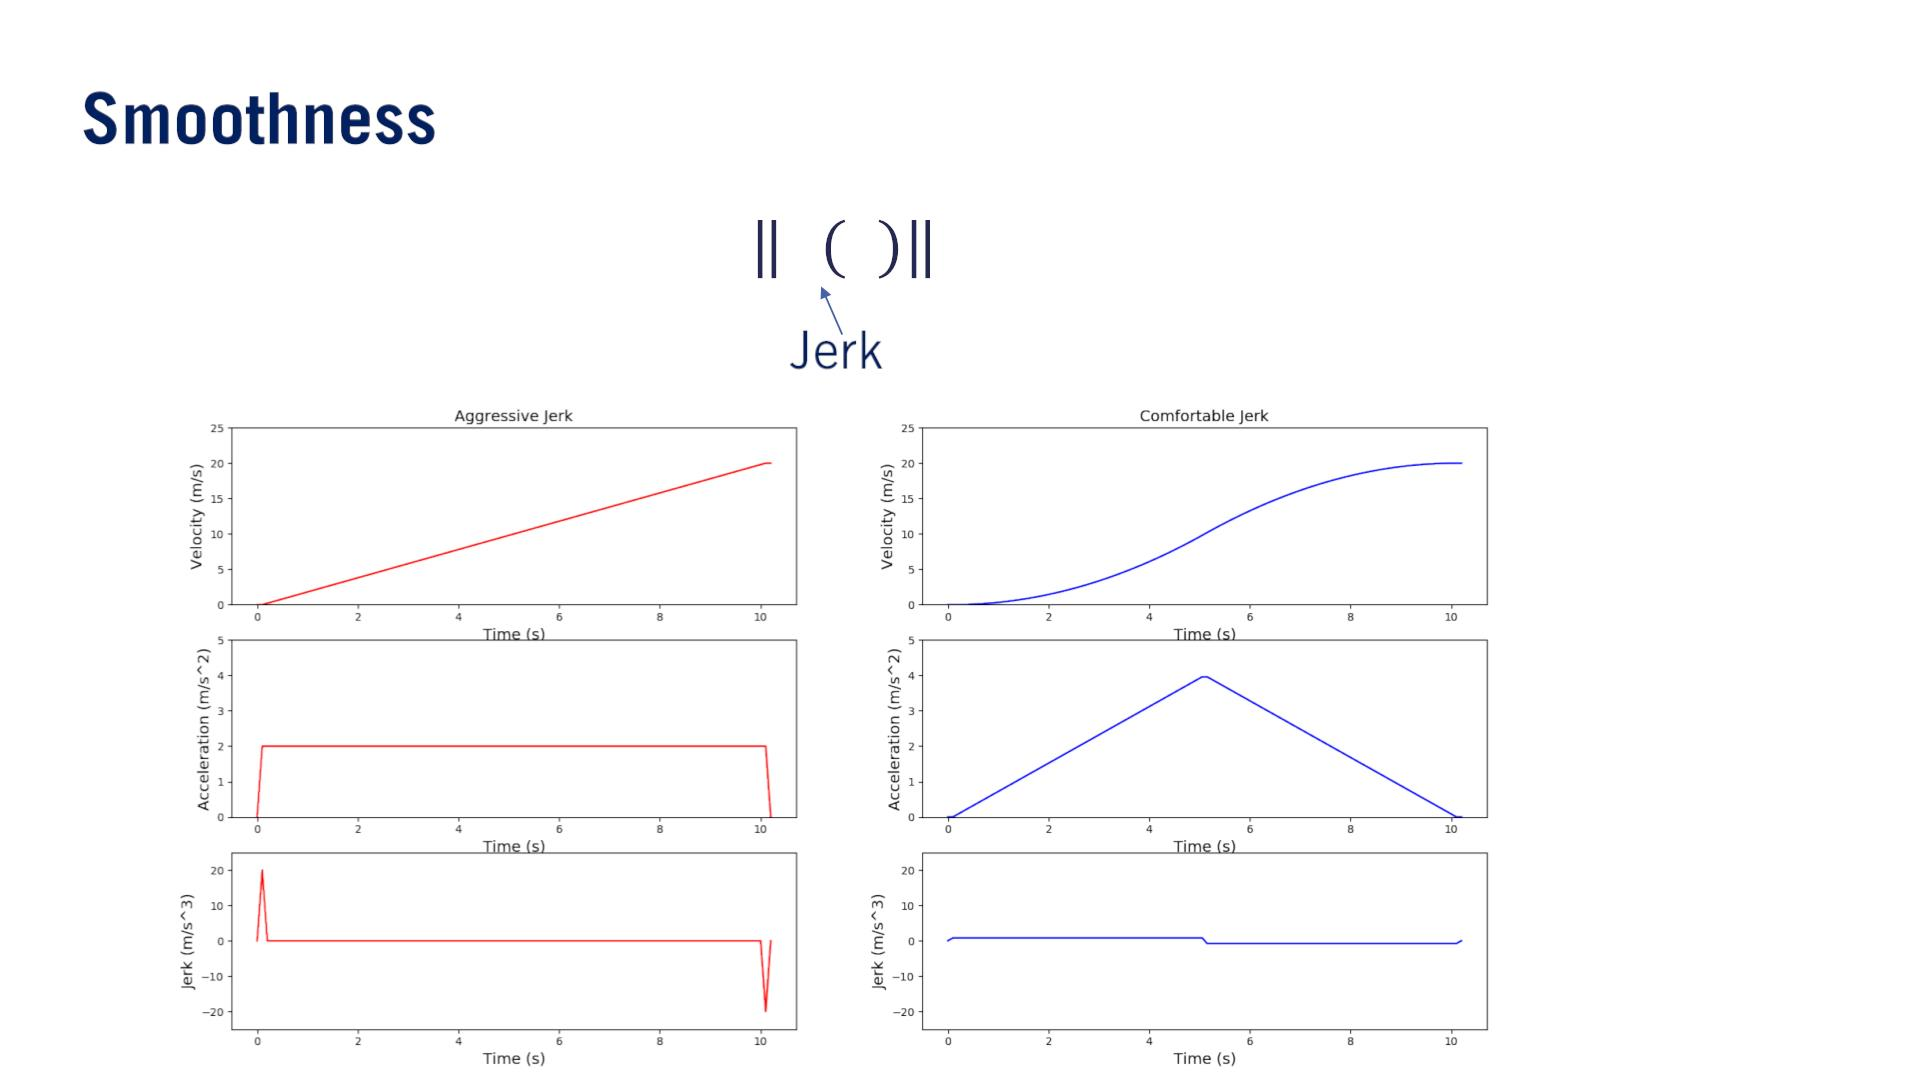 Smoothness
‖ ( )‖
Jerk
Aggressive Jerk
25
20
15
10
5
0
Velocity (m/s)
0 2 4 6 8 10
Time (s)
5
4
3
2
1
0
Acceleration (m/s^2)
0 2 4 6 8 10
Time (s)
20
10
0
−10
−20
Jerk (m/s^3)
0 2 4 6 8 10
Time (s)
Comfortable Jerk
25
20
15
10
5
0
Velocity (m/s)
0 2 4 6 8 10
Time (s)
5
4
3
2
1
0
Acceleration (m/s^2)
0 2 4 6 8 10
Time (s)
20
10
0
−10
−20
Jerk (m/s^3)
0 2 4 6 8 10
Time (s)